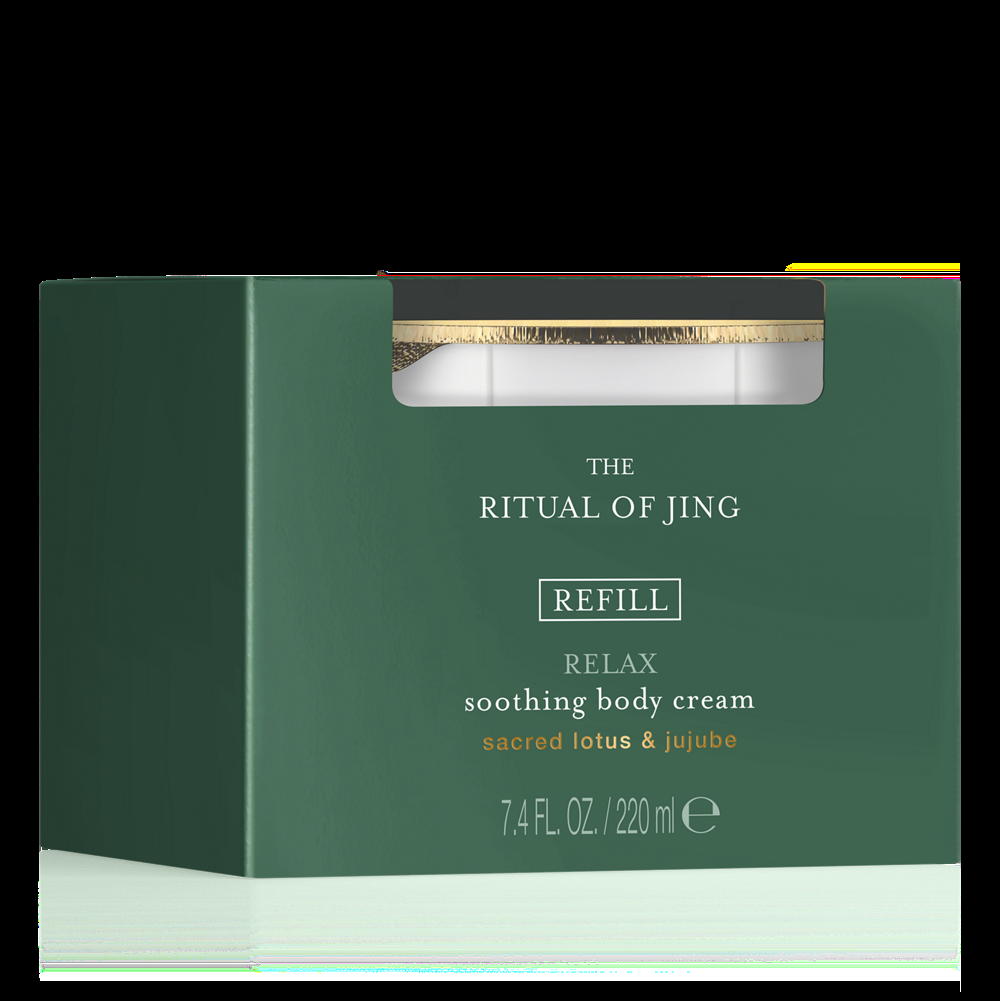 THE
RITUAL OF JING
REFILL
RELAX
soothing body cream
sacred lotus & jujube
7.4 FL. OZ. / 220 ml ℮